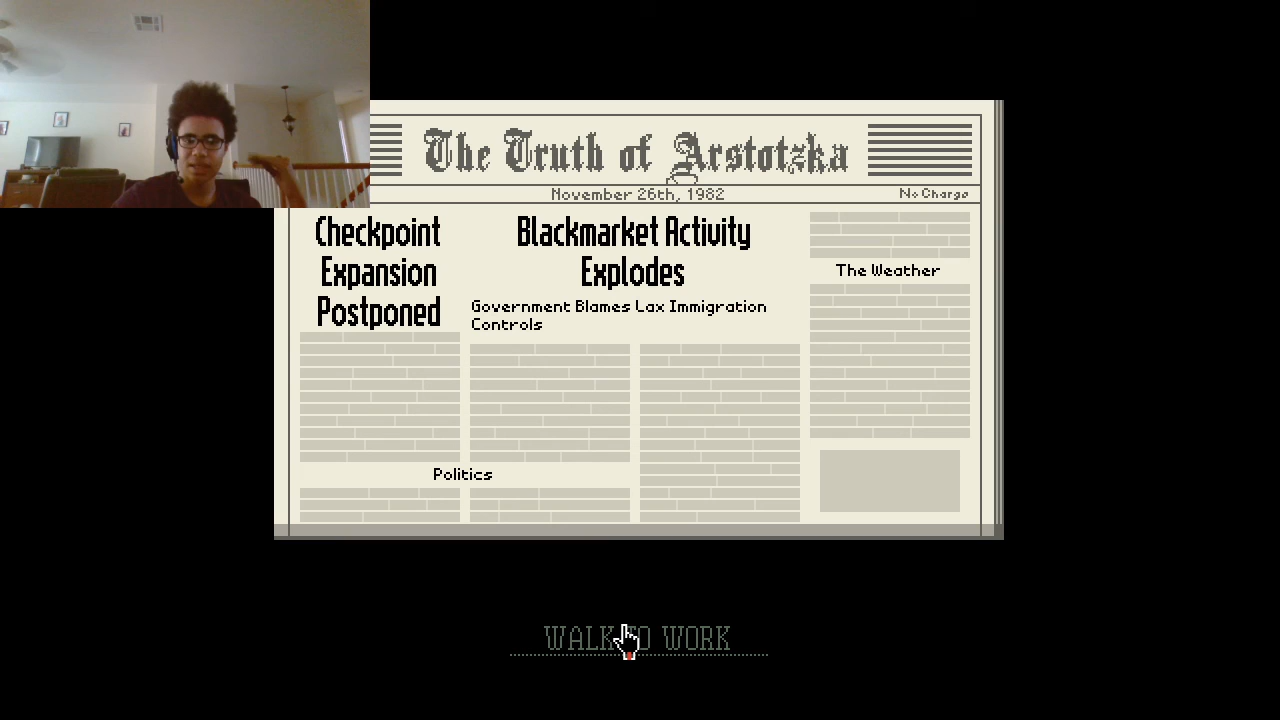 The Truth of Arstotzka
November 26th, 1982
No Charge
Checkpoint
Expansion
Postponed
Blackmarket Activity
Explodes
Government Blames Lax Immigration
Controls
The Weather
Politics
WALK TO WORK